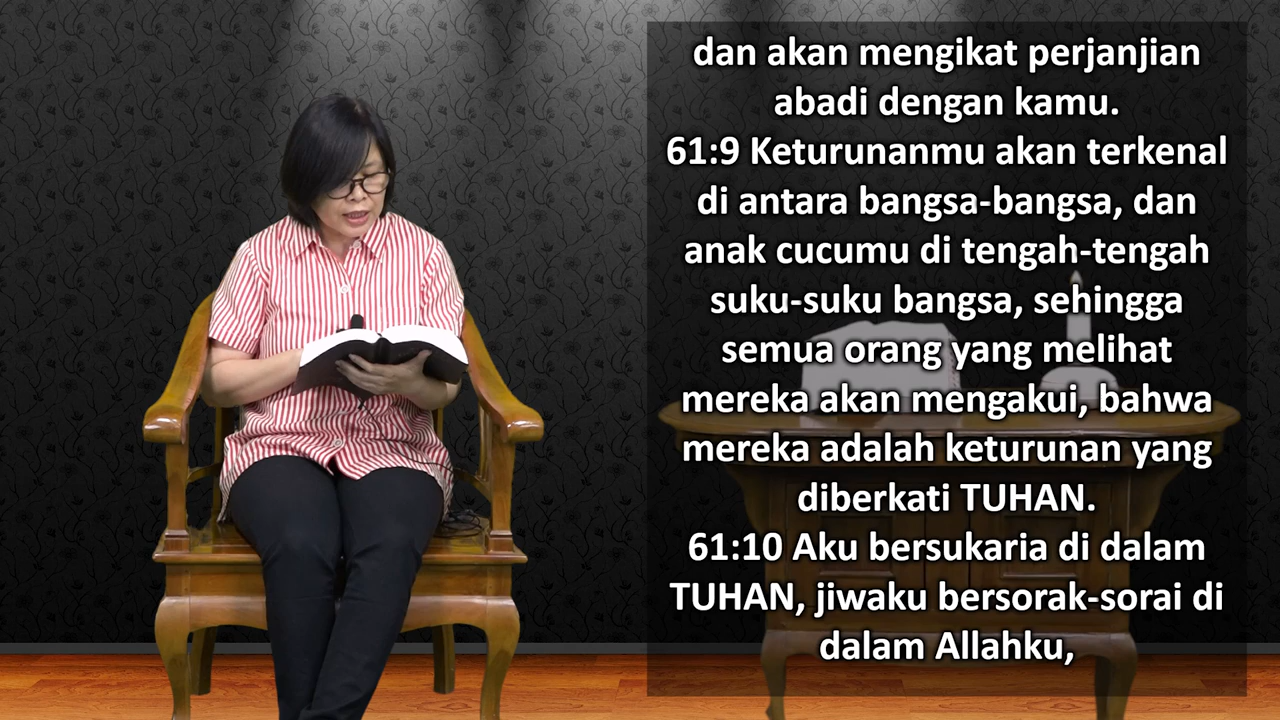 dan akan mengikat perjanjian
abadi dengan kamu.
61:9 Keturunanmu akan terkenal
di antara bangsa-bangsa, dan
anak cucumu di tengah-tengah
suku-suku bangsa, sehingga
semua orang yang melihat
mereka akan mengakui, bahwa
mereka adalah keturunan yang
diberkati TUHAN.
61:10 Aku bersukaria di dalam
TUHAN, jiwaku bersorak-sorai di
dalam Allahku,